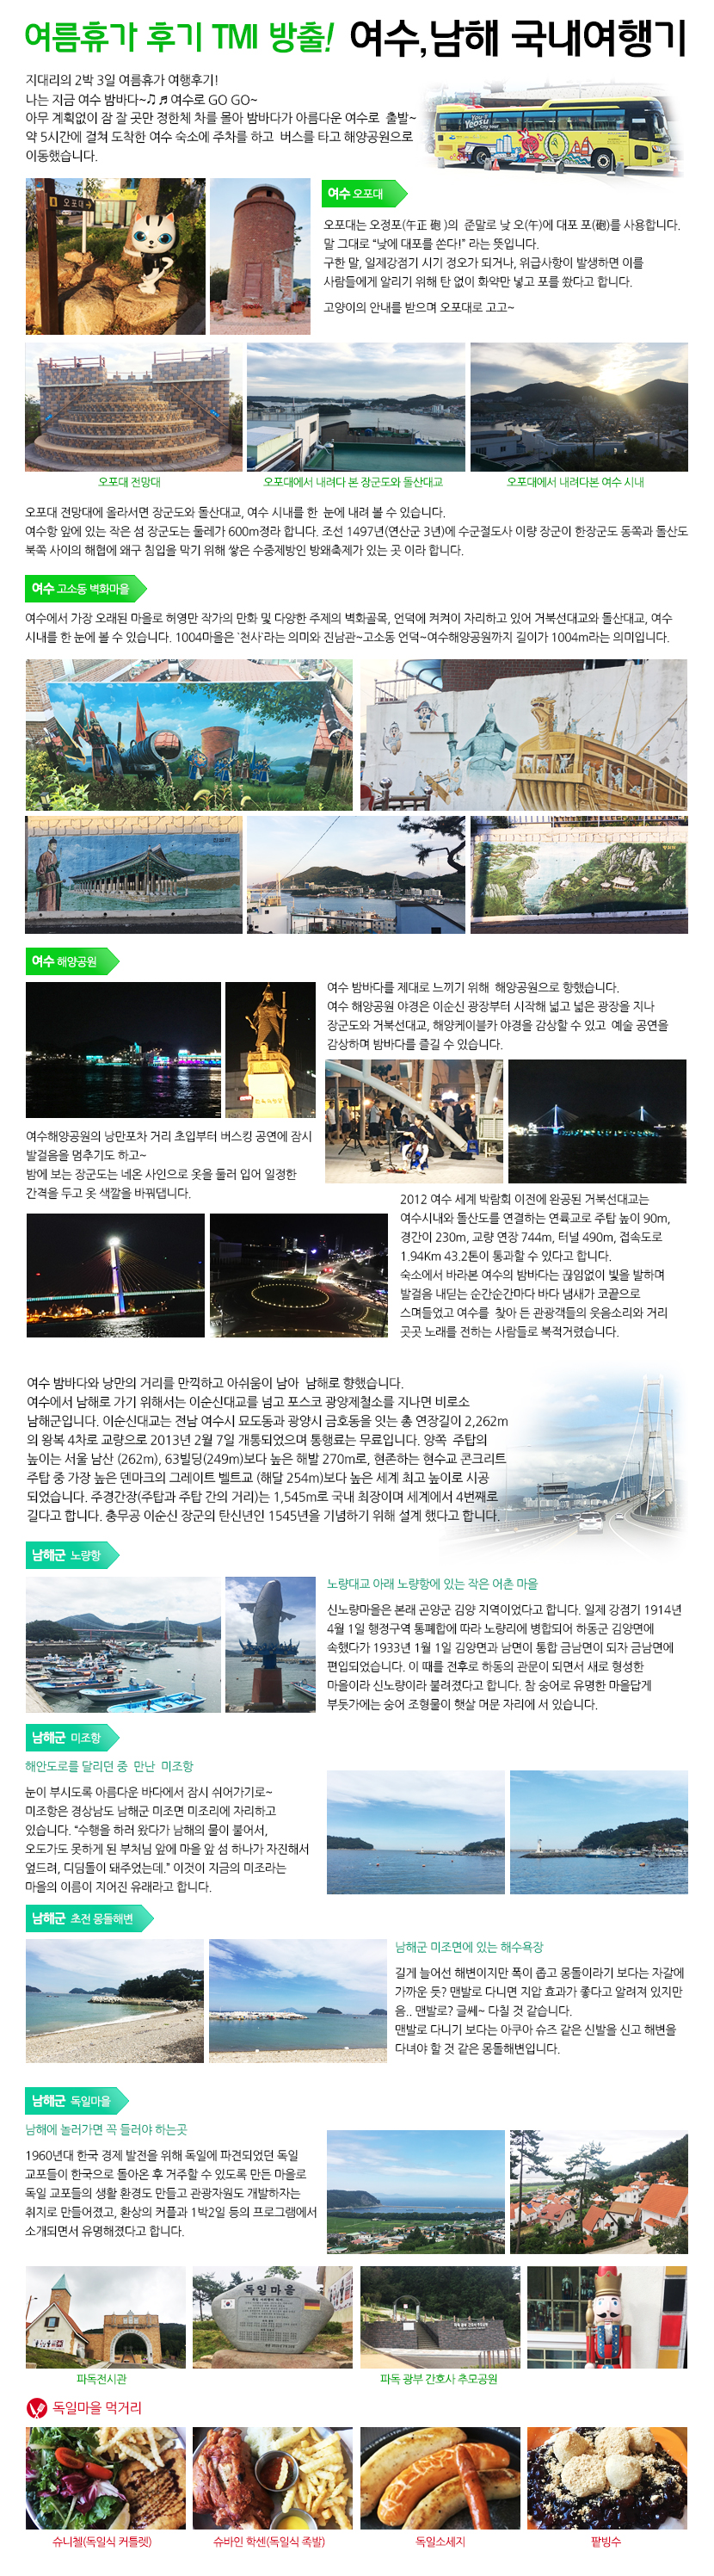 여름휴가 후기 TMI 방출! 여수,남해 국내여행기
지대리의 2박 3일 여름휴가 여행후기!
나는 지금 여수 밤바다~♫♬여수로 GO GO~
아무 계획없이 잠 잘 곳만 정한체 차를 몰아 밤바다가 아름다운 여수로 출발~
약 5시간에 걸쳐 도착한 여수 숙소에 주차를 하고 버스를 타고 해양공원으로
이동했습니다.
여수 오포대
오포대
오포대는 오정포(午正 砲 )의 준말로 낮 오(午)에 대포 포(砲)를 사용합니다.
말 그대로 “낮에 대포를 쏜다!” 라는 뜻입니다.
구한 말, 일제강점기 시기 정오가 되거나, 위급사항이 발생하면 이를
사람들에게 알리기 위해 탄 없이 화약만 넣고 포를 쐈다고 합니다.
고양이의 안내를 받으며 오포대로 고고~
오포대 전망대
오포대에서 내려다 본 장군도와 돌산대교
오포대에서 내려다본 여수 시내
오포대 전망대에 올라서면 장군도와 돌산대교, 여수 시내를 한 눈에 내려 볼 수 있습니다.
여수항 앞에 있는 작은 섬 장군도는 둘레가 600m정라 합니다. 조선 1497년(연산군 3년)에 수군절도사 이량 장군이 한장군도 동쪽과 돌산도
북쪽 사이의 해협에 왜구 침입을 막기 위해 쌓은 수중제방인 방왜축제가 있는 곳 이라 합니다.
여수 고소동 벽화마을
여수에서 가장 오래된 마을로 허영만 작가의 만화 및 다양한 주제의 벽화골목, 언덕에 켜켜이 자리하고 있어 거북선대교와 돌산대교, 여수
시내를 한 눈에 볼 수 있습니다. 1004마을은 '천사'라는 의미와 진남관~고소동 언덕~여수해양공원까지 길이가 1004m라는 의미입니다.
여수 해양공원
여수 밤바다를 제대로 느끼기 위해 해양공원으로 향했습니다.
여수 해양공원 야경은 이순신 광장부터 시작해 넓고 넓은 광장을 지나
장군도와 거북선대교, 해양케이블카 야경을 감상할 수 있고 예술 공연을
감상하며 밤바다를 즐길 수 있습니다.
여수해양공원의 낭만포차 거리 초입부터 버스킹 공연에 잠시
발걸음을 멈추기도 하고~
밤에 보는 장군도는 네온 사인으로 옷을 둘러 입어 일정한
간격을 두고 옷 색깔을 바꿔댑니다.
2012 여수 세계 박람회 이전에 완공된 거북선대교는
여수시내와 돌산도를 연결하는 연륙교로 주탑 높이 90m,
경간이 230m, 교량 연장 744m, 터널 490m, 접속도로
1.94Km 43.2톤이 통과할 수 있다고 합니다.
숙소에서 바라본 여수의 밤바다는 끊임없이 빛을 발하며
발걸음 내딛는 순간순간마다 바다 냄새가 코끝으로
스며들었고 여수를 찾아 든 관광객들의 웃음소리와 거리
곳곳 노래를 전하는 사람들로 북적거렸습니다.
여수 밤바다와 낭만의 거리를 만끽하고 아쉬움이 남아 남해로 향했습니다.
여수에서 남해로 가기 위해서는 이순신대교를 넘고 포스코 광양제철소를 지나면 비로소
남해군입니다. 이순신대교는 전남 여수시 묘도동과 광양시 금호동을 잇는 총 연장길이 2,262m
의 왕복 4차로 교량으로 2013년 2월 7일 개통되었으며 통행료는 무료입니다. 양쪽 주탑의
높이는 서울 남산 (262m), 63빌딩(249m)보다 높은 해발 270m로, 현존하는 현수교 콘크리트
주탑 중 가장 높은 덴마크의 그레이트 벨트교 (해달 254m)보다 높은 세계 최고 높이로 시공
되었습니다. 주경간장(주탑과 주탑 간의 거리)는 1,545m로 국내 최장이며 세계에서 4번째로
길다고 합니다. 충무공 이순신 장군의 탄신년인 1545년을 기념하기 위해 설계 했다고 합니다.
남해군 노량항
노량대교 아래 노량항에 있는 작은 어촌 마을
신노량마을은 본래 곤양군 김양 지역이었다고 합니다. 일제 강점기 1914년
4월 1일 행정구역 통폐합에 따라 노량리에 병합되어 하동군 김양면에
속했다가 1933년 1월 1일 김양면과 남면이 통합 금남면이 되자 금남면에
편입되었습니다. 이 때를 전후로 하동의 관문이 되면서 새로 형성한
마을이라 신노량이라 불려졌다고 합니다. 참 숭어로 유명한 마을답게
부둣가에는 숭어 조형물이 햇살 머문 자리에 서 있습니다.
남해군 미조항
해안도로를 달리던 중 만난 미조항
눈이 부시도록 아름다운 바다에서 잠시 쉬어가기로~
미조항은 경상남도 남해군 미조면 미조리에 자리하고
있습니다. “수행을 하러 왔다가 남해의 물이 불어서,
오도가도 못하게 된 부처님 앞에 마을 앞 섬 하나가 자진해서
엎드려, 디딤돌이 돼주었는데.” 이것이 지금의 미조라는
마을의 이름이 지어진 유래라고 합니다.
남해군 초전 몽돌해변
남해군 미조면에 있는 해수욕장
길게 늘어선 해변이지만 폭이 좁고 몽돌이라기 보다는 자갈에
가까운 듯? 맨발로 다니면 지압 효과가 좋다고 알려져 있지만
음.. 맨발로? 글쎄~ 다칠 것 같습니다.
맨발로 다니기 보다는 아쿠아 슈즈 같은 신발을 신고 해변을
다녀야 할 것 같은 몽돌해변입니다.
남해군 독일마을
남해에 놀러가면 꼭 들러야 하는곳
1960년대 한국 경제 발전을 위해 독일에 파견되었던 독일
교포들이 한국으로 돌아온 후 거주할 수 있도록 만든 마을로
독일 교포들의 생활 환경도 만들고 관광자원도 개발하자는
취지로 만들어졌고, 환상의 커플과 1박2일 등의 프로그램에서
소개되면서 유명해졌다고 합니다.
독일마을
파독전시관
파독 광부 간호사 추모공원
독일마을 먹거리
슈니첼(독일식 커틀렛)
슈바인 학센(독일식 족발)
독일소세지
팥빙수